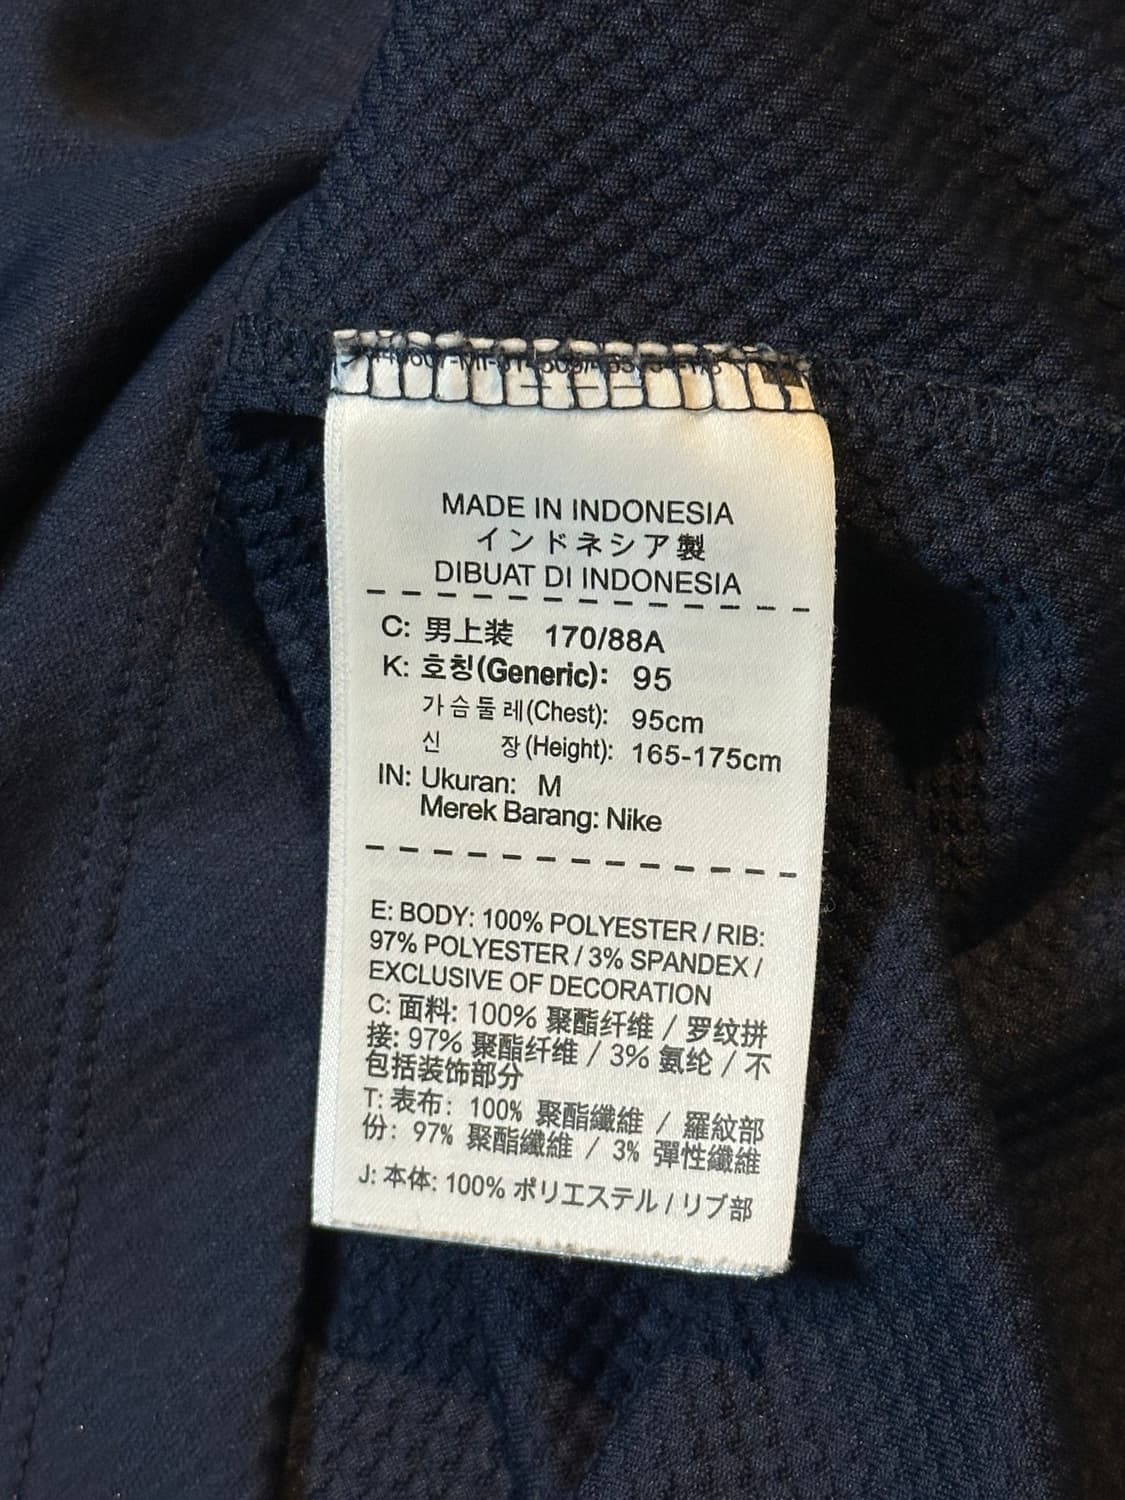 MADE IN INDONESIA
インドネシア製
DIBUAT DI INDONESIA
C: 男上装 170/88A
K: 호칭(Generic): 95
가슴둘레(Chest): 95cm
신 장(Height): 165-175cm
IN: Ukuran: M
Merek Barang: Nike
E: BODY: 100% POLYESTER / RIB:
97% POLYESTER / 3% SPANDEX /
EXCLUSIVE OF DECORATION
C: 面料: 100% 聚酯纤维 / 罗纹拼
接: 97% 聚酯纤维 / 3% 氨纶 / 不
包括装饰部分
T: 表布: 100% 聚酯纖維 / 羅紋部
份: 97% 聚酯纖維 / 3% 彈性纖維
J: 本体: 100% ポリエステル / リブ部